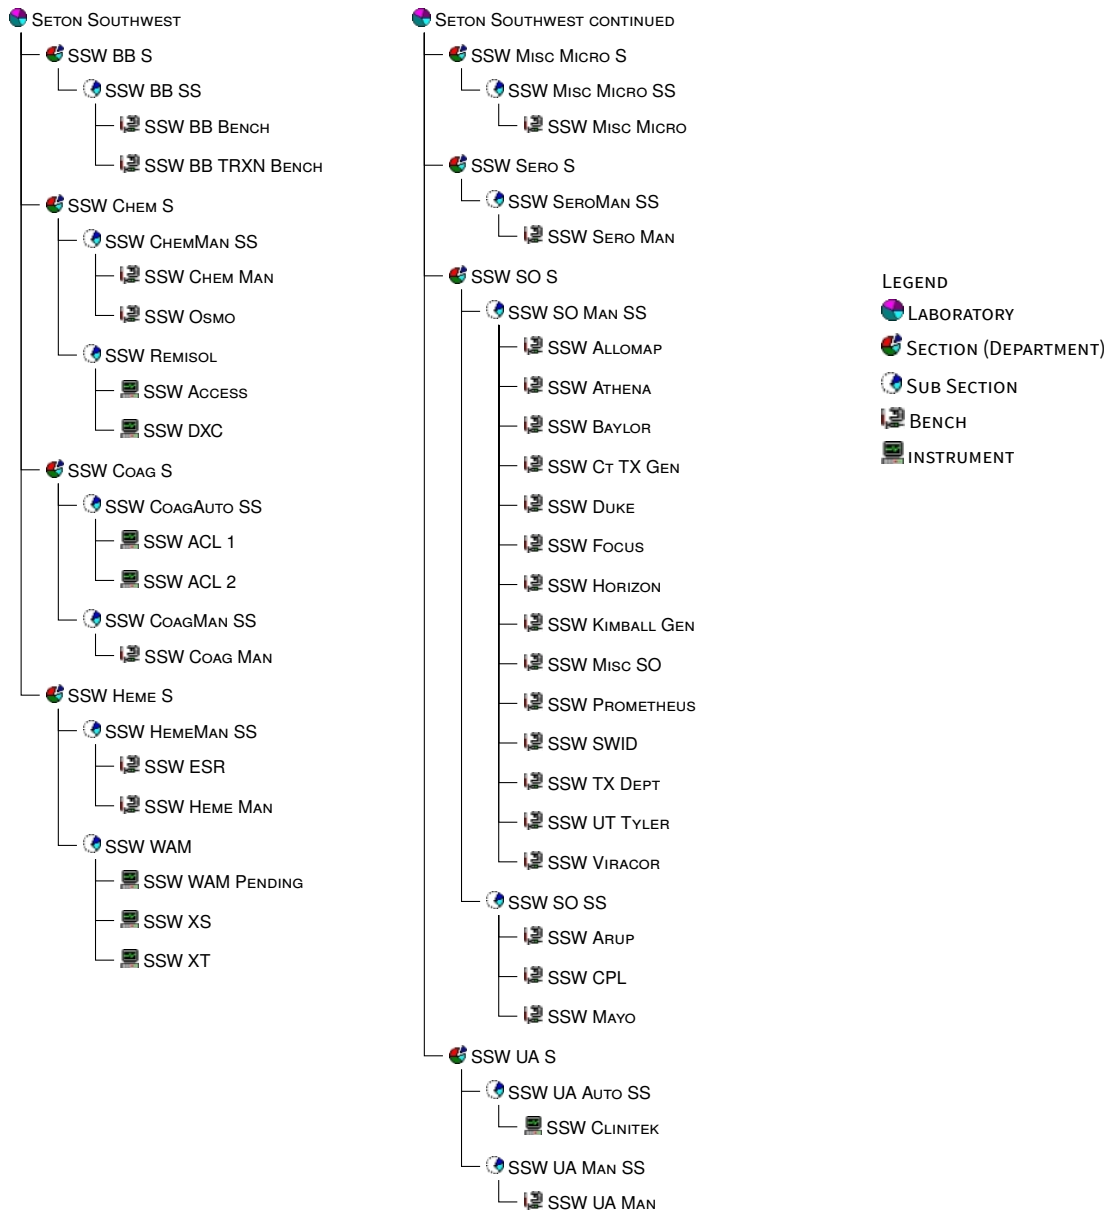 Seton Southwest
SSW BB S
SSW BB SS
SSW BB Bench
SSW BB TRXN Bench
SSW Chem S
SSW ChemMan SS
SSW Chem Man
SSW Osmo
SSW Remisol
SSW Access
SSW DXC
SSW Coag S
SSW CoagAuto SS
SSW ACL 1
SSW ACL 2
SSW CoagMan SS
SSW Coag Man
SSW Heme S
SSW HemeMan SS
SSW ESR
SSW Heme Man
SSW WAM
SSW WAM Pending
SSW XS
SSW XT
Seton Southwest continued
SSW Misc Micro S
SSW Misc Micro SS
SSW Misc Micro
SSW Sero S
SSW SeroMan SS
SSW Sero Man
SSW SO S
SSW SO Man SS
SSW Allomap
SSW Athena
SSW Baylor
SSW Ct TX Gen
SSW Duke
SSW Focus
SSW Horizon
SSW Kimball Gen
SSW Misc SO
SSW Prometheus
SSW SWID
SSW TX Dept
SSW UT Tyler
SSW Viracor
SSW SO SS
SSW Arup
SSW CPL
SSW Mayo
SSW UA S
SSW UA Auto SS
SSW Clinitek
SSW UA Man SS
SSW UA Man
Legend
Laboratory
Section (Department)
Sub Section
Bench
instrument